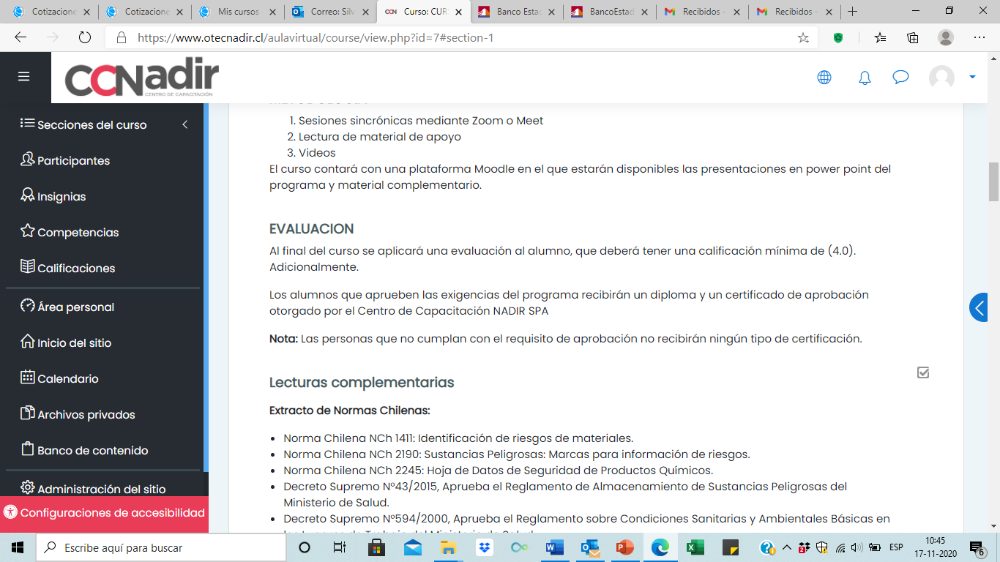 Cotizacione
Cotizacione
Mis cursos
Correo: Silv
CCN
Curso: CUR
Banco Estad
BancoEstad
Recibidos -
Recibidos -
https://www.otecnadir.cl/aulavirtual/course/view.php?id=7#section-1
CCNadir
CENTRO DE CAPACITACIÓN
Secciones del curso
Participantes
Insignias
Competencias
Calificaciones
Área personal
Inicio del sitio
Calendario
Archivos privados
Banco de contenido
Administración del sitio
Configuraciones de accesibilidad
1. Sesiones sincrónicas mediante Zoom o Meet
2. Lectura de material de apoyo
3. Videos
El curso contará con una plataforma Moodle en el que estarán disponibles las presentaciones en power point del
programa y material complementario.
EVALUACION
Al final del curso se aplicará una evaluación al alumno, que deberá tener una calificación mínima de (4.0).
Adicionalmente.
Los alumnos que aprueben las exigencias del programa recibirán un diploma y un certificado de aprobación
otorgado por el Centro de Capacitación NADIR SPA
Nota: Las personas que no cumplan con el requisito de aprobación no recibirán ningún tipo de certificación.
Lecturas complementarias
Extracto de Normas Chilenas:
• Norma Chilena NCh 1411: Identificación de riesgos de materiales.
• Norma Chilena NCh 2190: Sustancias Peligrosas: Marcas para información de riesgos.
• Norma Chilena NCh 2245: Hoja de Datos de Seguridad de Productos Químicos.
• Decreto Supremo N°43/2015, Aprueba el Reglamento de Almacenamiento de Sustancias Peligrosas del
Ministerio de Salud.
• Decreto Supremo N°594/2000, Aprueba el Reglamento sobre Condiciones Sanitarias y Ambientales Básicas en
Escribe aquí para buscar
ESP
10:45
17-11-2020
6